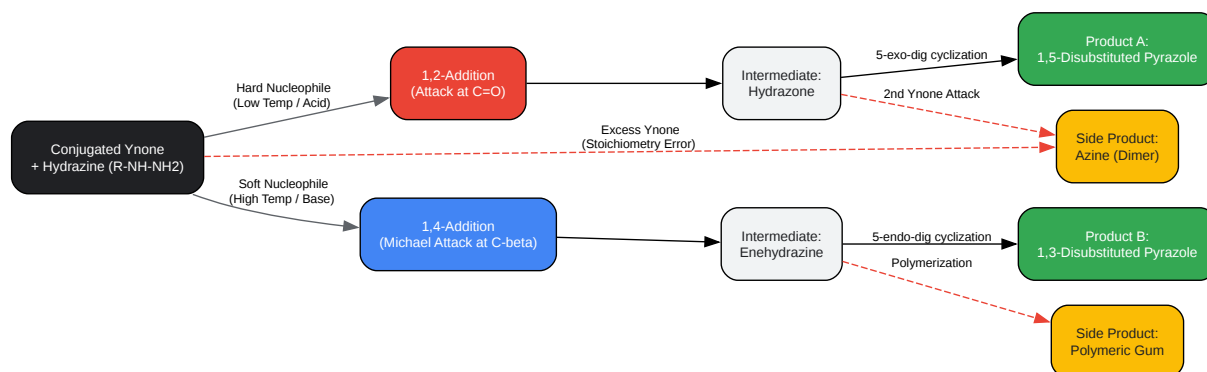 Conjugated Ynone
+ Hydrazine (R-NH-NH2)
Hard Nucleophile
(Low Temp / Acid)
Soft Nucleophile
(High Temp / Base)
1,2-Addition
(Attack at C=O)
Excess Ynone
(Stoichiometry Error)
1,4-Addition
(Michael Attack at C-beta)
Intermediate:
Hydrazone
5-exo-dig cyclization
2nd Ynone Attack
Intermediate:
Enehydrazine
5-endo-dig cyclization
Polymerization
Product A:
1,5-Disubstituted Pyrazole
Side Product:
Azine (Dimer)
Product B:
1,3-Disubstituted Pyrazole
Side Product:
Polymeric Gum